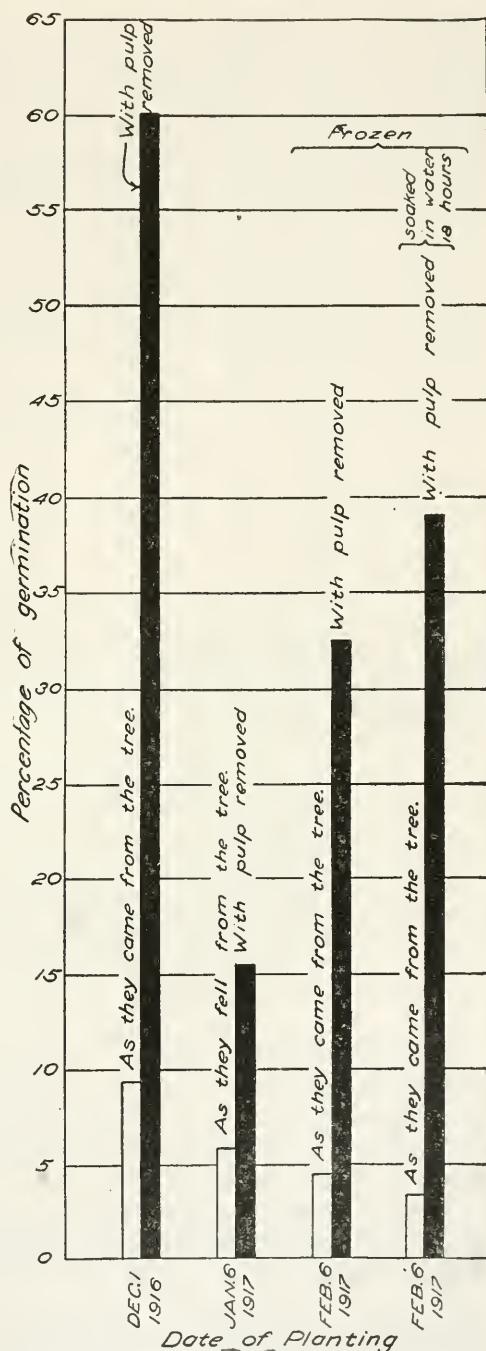 65
60
55
50
45
40
35
30
25
20
15
10
5
0
Percentage of germination
With pulp
removed
As they came from the tree.
As they fell from the tree.
With pulp removed
Frozen
As they came from the tree.
With pulp removed
As they came from the tree.
With pulp removed
soaked
in water
18 hours
DEC. 1
1916
JAN. 6
1917
FEB. 6
1917
FEB. 6
1917
Date of Planting